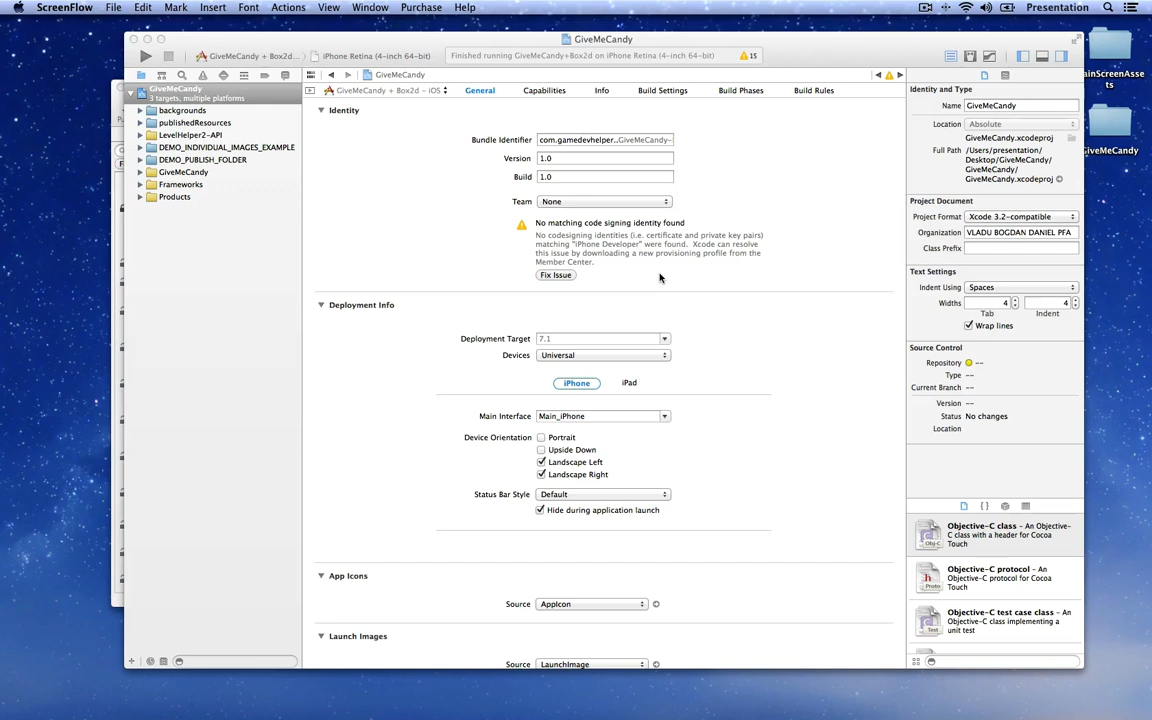 ScreenFlow File Edit Mark Insert Font Actions View Window Purchase Help Presentation
GiveMeCandy
GiveMeCandy + Box2d... iPhone Retina (4-inch 64-bit)
Finished running GiveMeCandy+Box2d on iPhone Retina (4-inch 64-bit) 15
GiveMeCandy
3 targets, multiple platforms
backgrounds
publishedResources
LevelHelper2-API
DEMO_INDIVIDUAL_IMAGES_EXAMPLE
DEMO_PUBLISH_FOLDER
GiveMeCandy
Frameworks
Products
GiveMeCandy
GiveMeCandy + Box2d - iOS General Capabilities Info Build Settings Build Phases Build Rules
Identity
Bundle Identifier com.gamedevhelper..GiveMeCandy-
Version 1.0
Build 1.0
Team None
No matching code signing identity found
No codesigning identities (i.e. certificate and private key pairs)
matching "iPhone Developer" were found. Xcode can resolve
this issue by downloading a new provisioning profile from the
Member Center.
Fix Issue
Deployment Info
Deployment Target 7.1
Devices Universal
iPhone iPad
Main Interface Main_iPhone
Device Orientation Portrait
Upside Down
Landscape Left
Landscape Right
Status Bar Style Default
Hide during application launch
App Icons
Source AppIcon
Launch Images
Source LaunchImage
Identity and Type
Name GiveMeCandy
Location Absolute
GiveMeCandy.xcodeproj
Full Path /Users/presentation/
Desktop/GiveMeCandy/
GiveMeCandy/
GiveMeCandy.xcodeproj
Project Document
Project Format Xcode 3.2-compatible
Organization VLADU BOGDAN DANIEL PFA
Class Prefix
Text Settings
Indent Using Spaces
Widths 4 4
Tab Indent
Wrap lines
Source Control
Repository --
Type --
Current Branch --
Version --
Status No changes
Location
{ }
Objective-C class - An Objective-
C class with a header for Cocoa
Touch
Obj-C
Objective-C protocol - An
Objective-C protocol for Cocoa
Touch
Proto
Objective-C test case class - An
Objective-C class implementing a
unit test
Test
ainScreenAsse
ts
GiveMeCandy